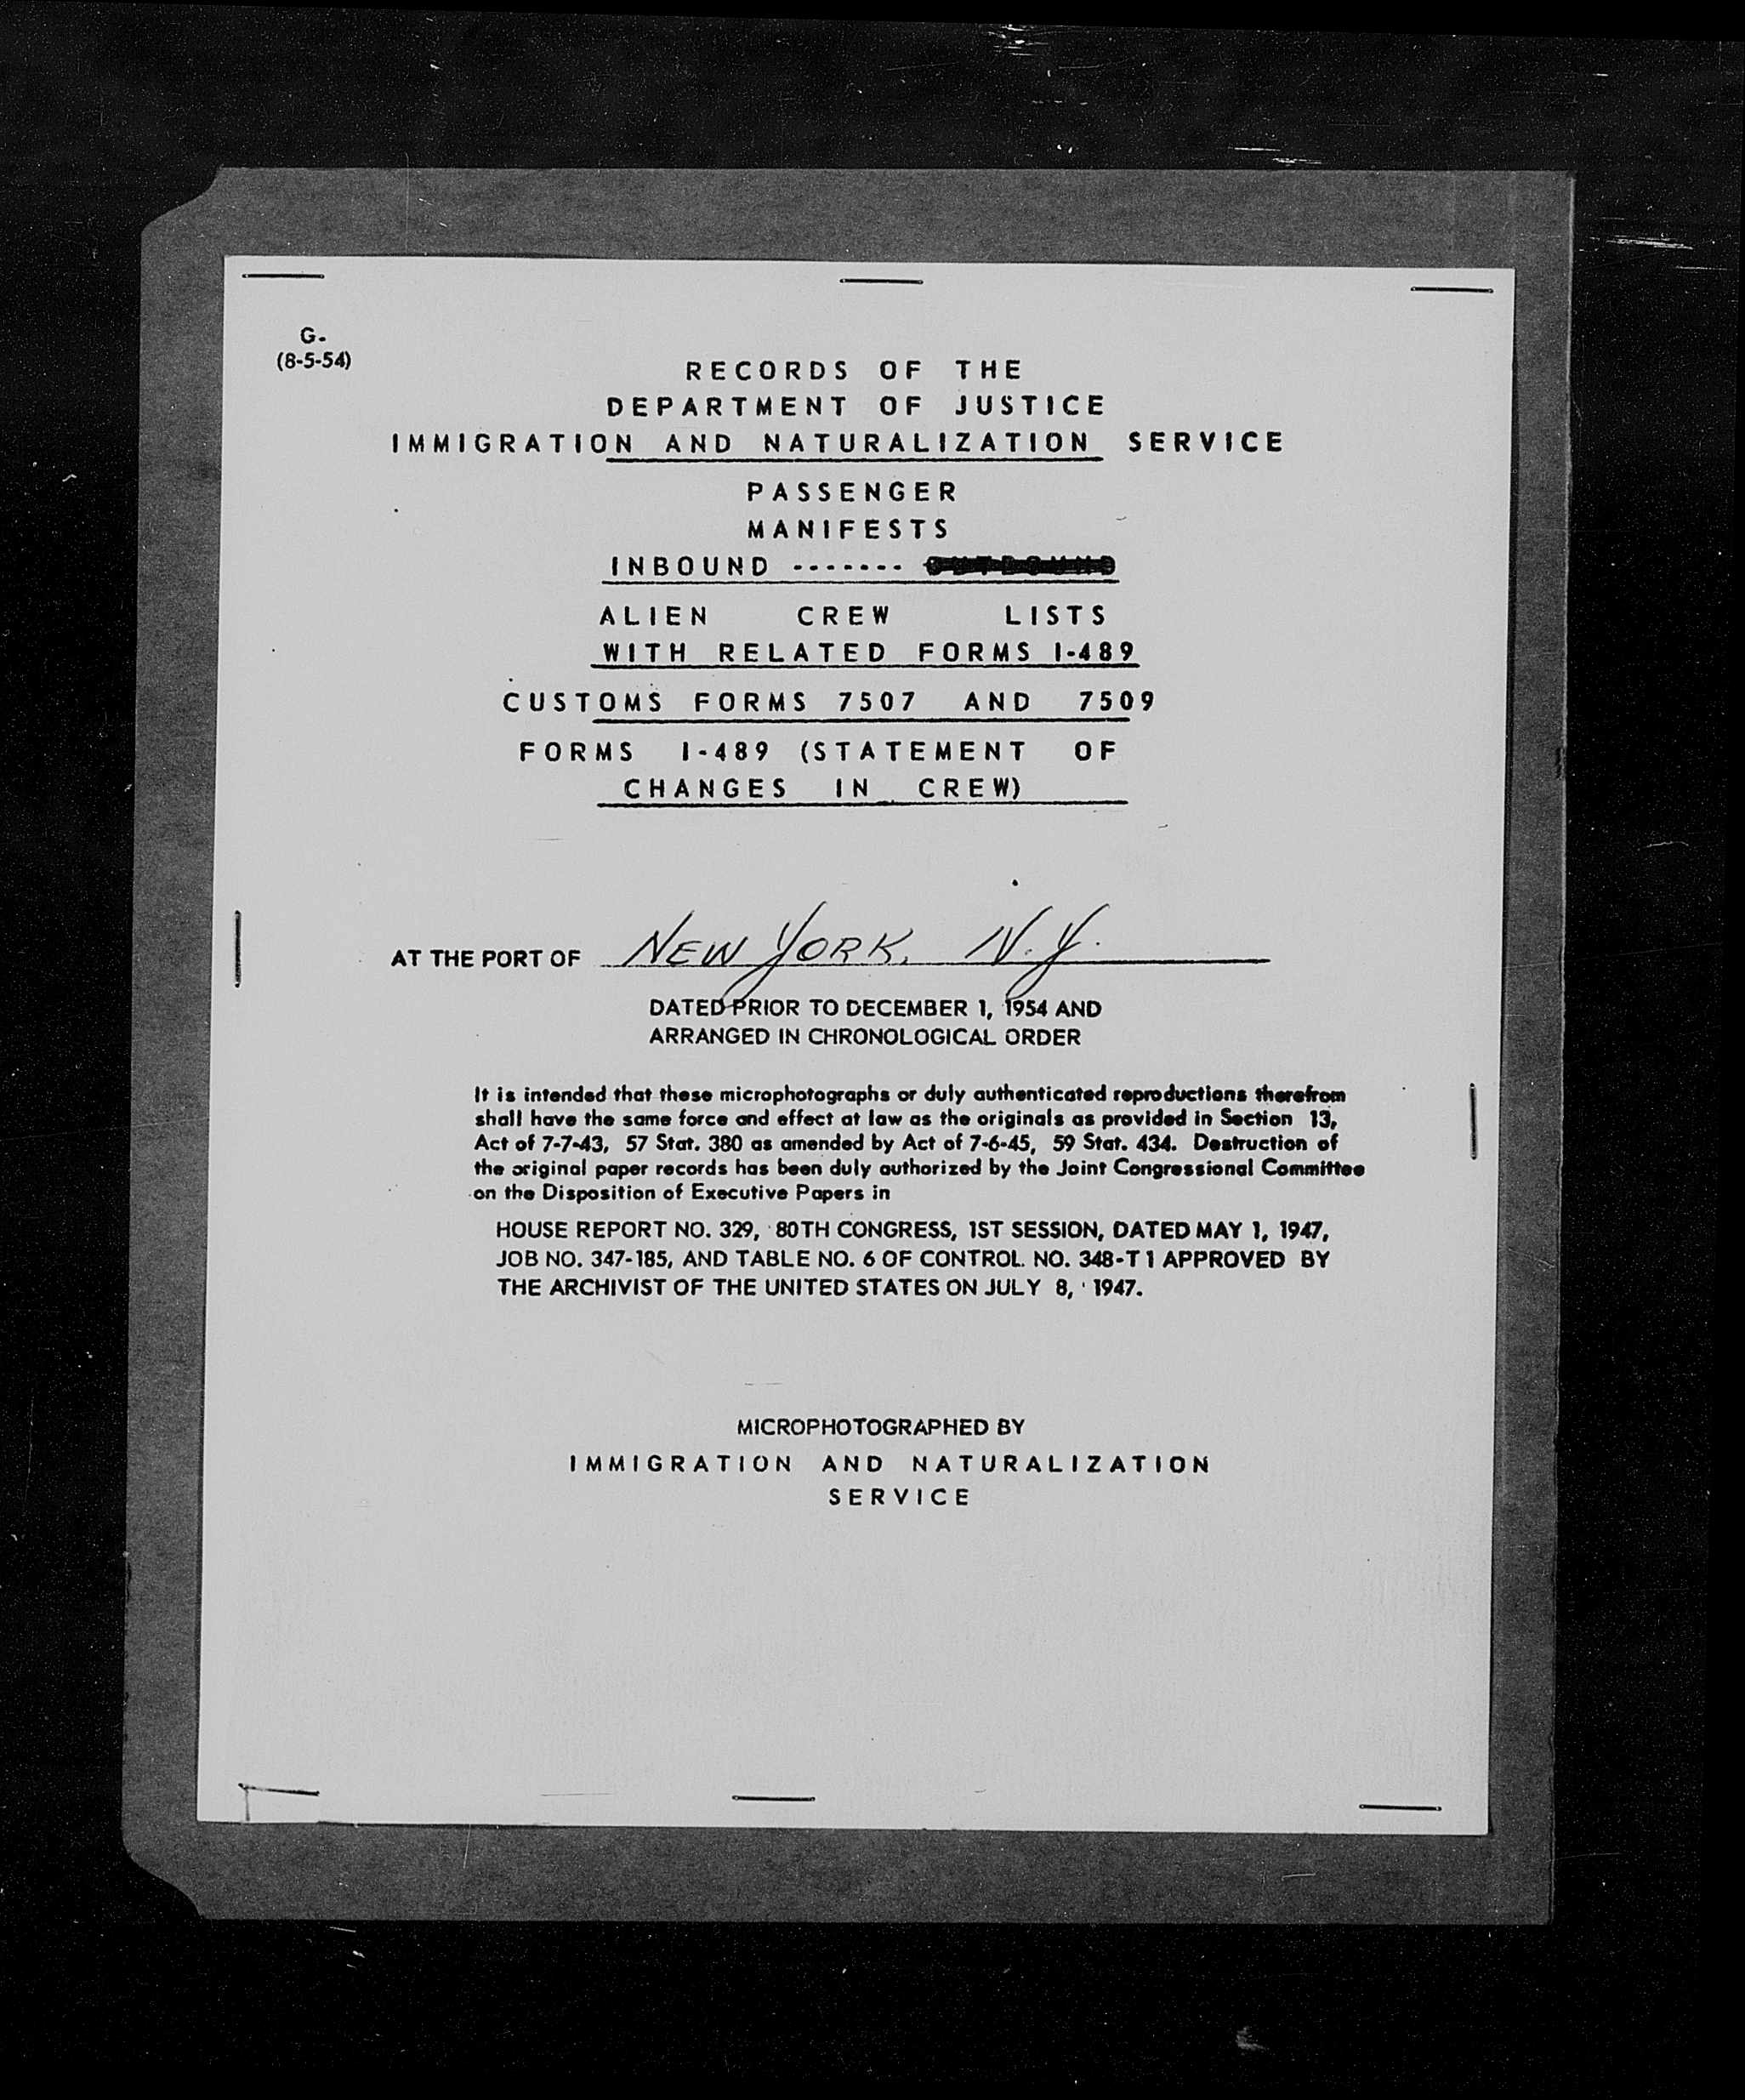 G-
(8-5-54)
RECORDS OF THE
DEPARTMENT OF JUSTICE
IMMIGRATION AND NATURALIZATION SERVICE
PASSENGER
MANIFESTS
INBOUND ------- OUTBOUND
ALIEN CREW LISTS
WITH RELATED FORMS I-489
CUSTOMS FORMS 7507 AND 7509
FORMS I-489 (STATEMENT OF
CHANGES IN CREW)
AT THE PORT OF NEW YORK, N.Y.
DATED PRIOR TO DECEMBER 1, 1954 AND
ARRANGED IN CHRONOLOGICAL ORDER
It is intended that these microphotographs or duly authenticated reproductions therefrom
shall have the same force and effect at law as the originals as provided in Section 13,
Act of 7-7-43, 57 Stat. 380 as amended by Act of 7-6-45, 59 Stat. 434. Destruction of
the original paper records has been duly authorized by the Joint Congressional Committee
on the Disposition of Executive Papers in
HOUSE REPORT NO. 329, 80TH CONGRESS, 1ST SESSION, DATED MAY 1, 1947,
JOB NO. 347-185, AND TABLE NO. 6 OF CONTROL NO. 348-T1 APPROVED BY
THE ARCHIVIST OF THE UNITED STATES ON JULY 8, 1947.
MICROPHOTOGRAPHED BY
IMMIGRATION AND NATURALIZATION
SERVICE